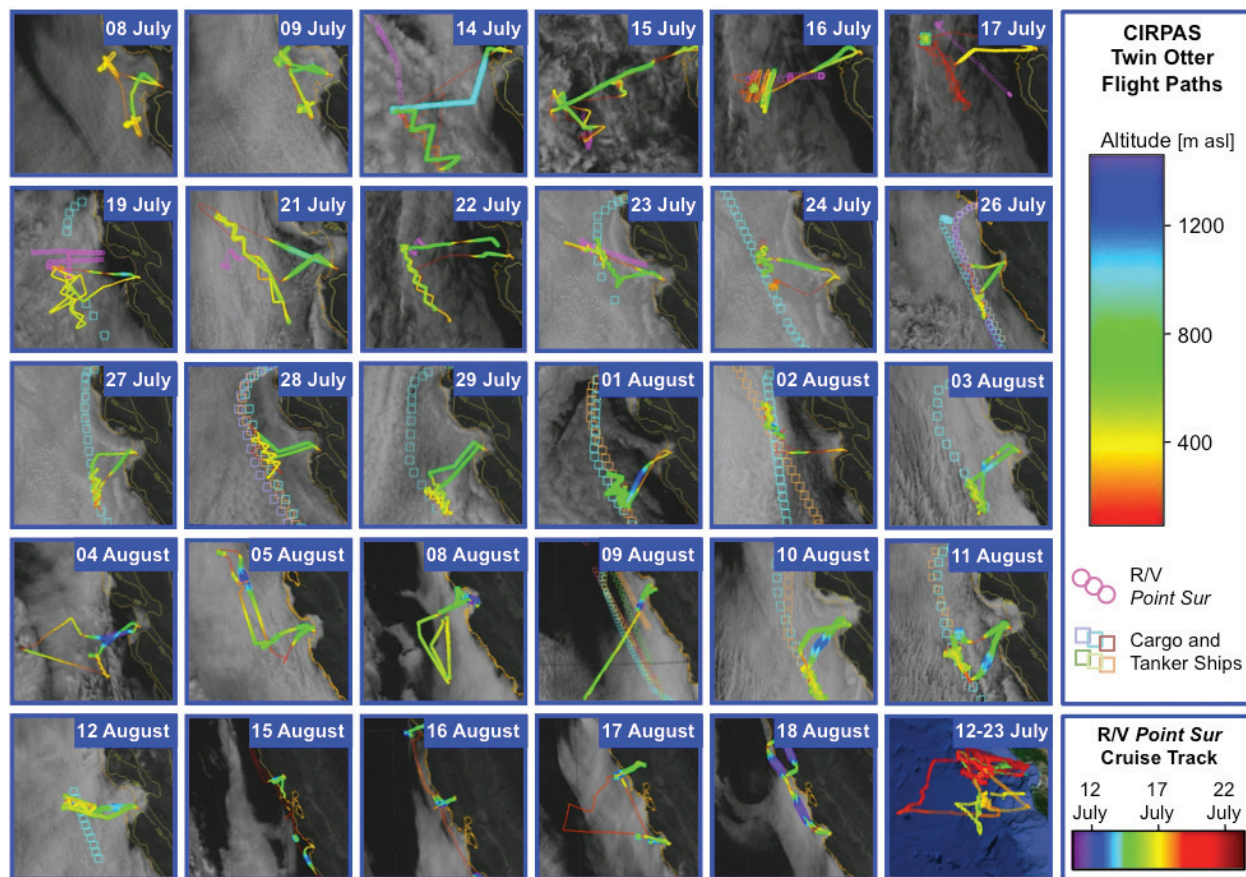 08 July
09 July
14 July
15 July
16 July
17 July
19 July
21 July
22 July
23 July
24 July
26 July
27 July
28 July
29 July
01 August
02 August
03 August
04 August
05 August
08 August
09 August
10 August
11 August
12 August
15 August
16 August
17 August
18 August
12-23 July
CIRPAS
Twin Otter
Flight Paths
Altitude [m asl]
1200
800
400
R/V
Point Sur
Cargo and
Tanker Ships
R/V Point Sur
Cruise Track
12 17 22
July July July